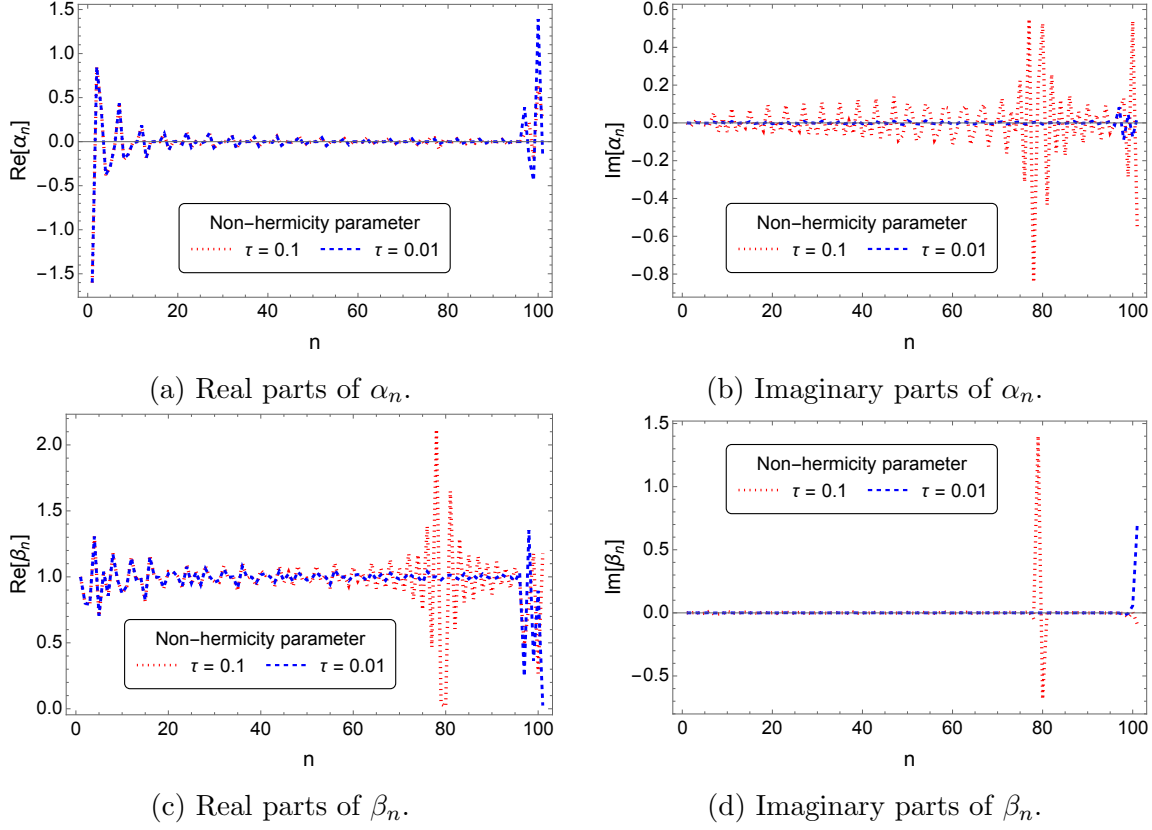 1.5
1.0
0.5
0.0
−0.5
−1.0
−1.5
Re[αn]
Non−hermicity parameter
τ = 0.1 τ = 0.01
0 20 40 60 80 100
n
(a) Real parts of αn.
0.6
0.4
0.2
0.0
−0.2
−0.4
−0.6
−0.8
Im[αn]
Non−hermicity parameter
τ = 0.1 τ = 0.01
0 20 40 60 80 100
n
(b) Imaginary parts of αn.
2.0
1.5
1.0
0.5
0.0
Re[βn]
Non−hermicity parameter
τ = 0.1 τ = 0.01
0 20 40 60 80 100
n
(c) Real parts of βn.
1.5
1.0
0.5
0.0
−0.5
Im[βn]
Non−hermicity parameter
τ = 0.1 τ = 0.01
0 20 40 60 80 100
n
(d) Imaginary parts of βn.